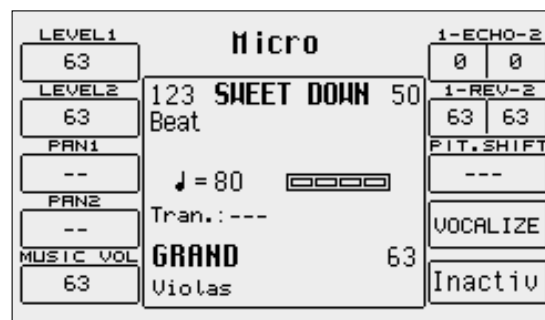 Micro
LEVEL1
63
LEVEL2
63
PAN1
--
PAN2
--
MUSIC VOL
63
123 SWEET DOWN 50
Beat
♩=80
Tran.:---
GRAND 63
Violas
1-ECHO-2
0 0
1-REV-2
63 63
PIT.SHIFT
---
VOCALIZE
Inactiv